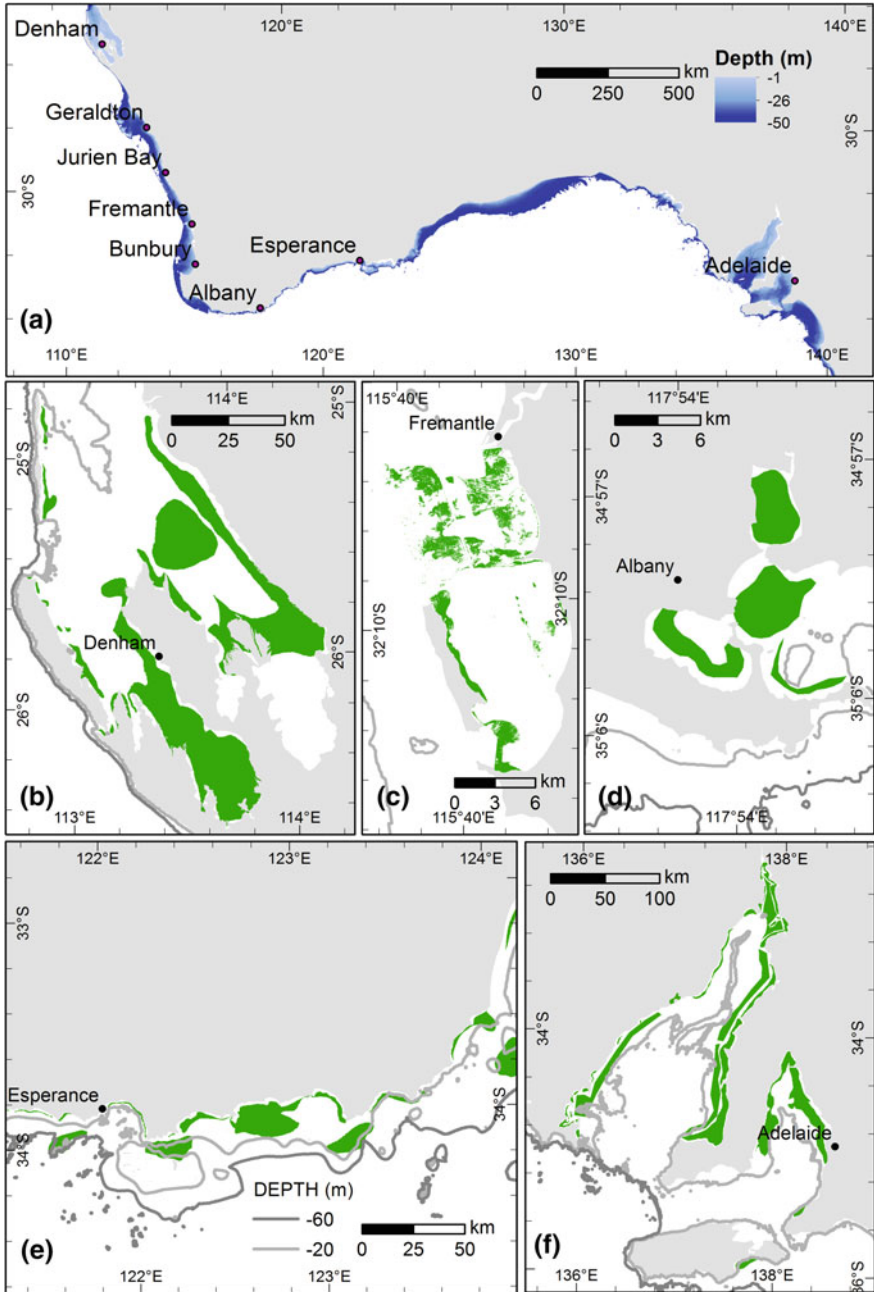 120°E
130°E
140°E
Denham
km
0 250 500
Depth (m)
-1
-26
-50
Geraldton
Jurien Bay
30°S
30°S
Fremantle
Bunbury
Esperance
Adelaide
Albany
(a)
110°E
120°E
130°E
140°E
114°E
km
0 25 50
25°S
25°S
Denham
26°S
26°S
(b)
113°E
114°E
115°40'E
Fremantle
32°10'S
32°10'S
(c)
km
0 3 6
115°40'E
117°54'E
km
0 3 6
34°57'S
34°57'S
Albany
35°6'S
35°6'S
(d)
117°54'E
122°E
123°E
124°E
33°S
Esperance
34°S
34°S
DEPTH (m)
-60
-20
km
0 25 50
(e)
122°E
123°E
136°E
138°E
km
0 50 100
34°S
34°S
Adelaide
(f)
136°E
138°E
36°S